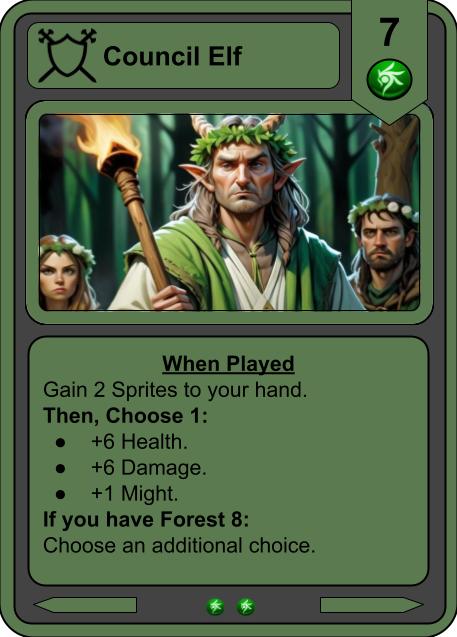 Council Elf
7
When Played
Gain 2 Sprites to your hand.
Then, Choose 1:
● +6 Health.
● +6 Damage.
● +1 Might.
If you have Forest 8:
Choose an additional choice.